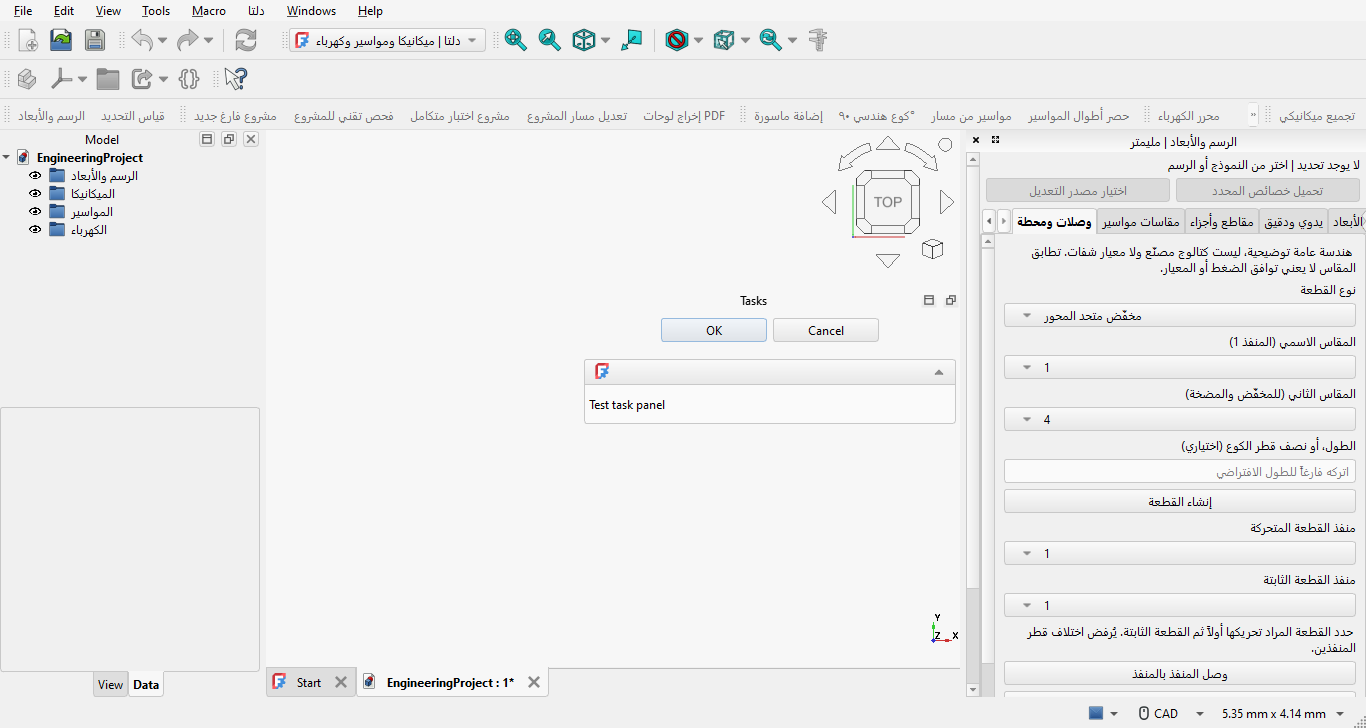 File Edit View Tools Macro دلتا Windows Help
دلتا | ميكانيكا ومواسير وكهرباء
الرسم والأبعاد قياس التحديد مشروع فارغ جديد مشروع اختبار متكامل فحص تقني للمشروع تعديل مسار المشروع إخراج لوحات PDF إضافة ماسورة كوع هندسي ٩٠° مواسير من مسار حصر أطوال المواسير محرر الكهرباء » تجميع ميكانيكي
Model
EngineeringProject
الرسم والأبعاد
الميكانيكا
المواسير
الكهرباء
View Data
TOP
Tasks
OK Cancel
Test task panel
Y
Z X
Start EngineeringProject : 1*
الرسم والأبعاد | مليمتر
لا يوجد تحديد | اختر من النموذج أو الرسم
تحميل خصائص المحدد اختيار مصدر التعديل
الأبعاد يدوي ودقيق مقاطع وأجزاء مقاسات مواسير وصلات ومحطة
هندسة عامة توضيحية، ليست كتالوج مصنّع ولا معيار شفات. تطابق
المقاس لا يعني توافق الضغط أو المعيار.
نوع القطعة
مخفّض متحد المحور
المقاس الاسمي (المنفذ 1)
1
المقاس الثاني (للمخفّض والمضخة)
4
الطول، أو نصف قطر الكوع (اختياري)
اتركه فارغاً للطول الافتراضي
إنشاء القطعة
منفذ القطعة المتحركة
1
منفذ القطعة الثابتة
1
حدد القطعة المراد تحريكها أولاً ثم القطعة الثابتة. يُرفض اختلاف قطر
المنفذين.
وصل المنفذ بالمنفذ
CAD 5.35 mm x 4.14 mm